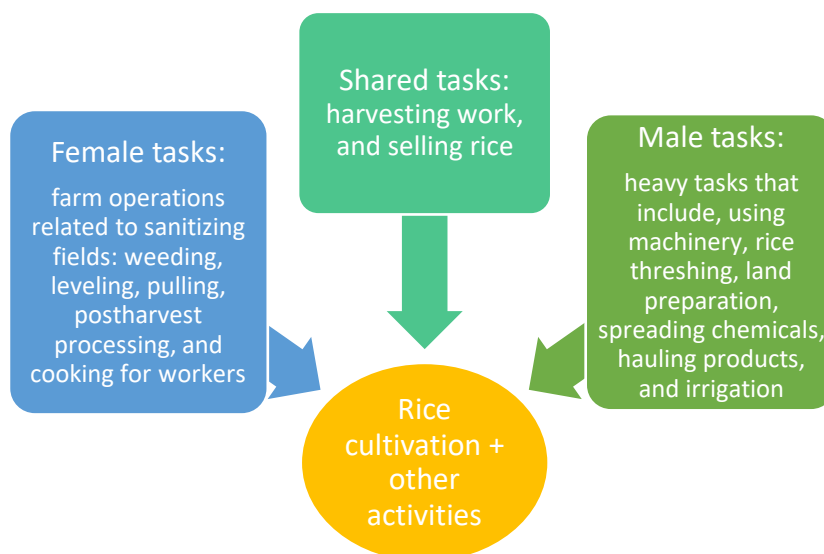 Female tasks:
farm operations
related to sanitizing
fields: weeding,
leveling, pulling,
postharvest
processing, and
cooking for workers
Shared tasks:
harvesting work,
and selling rice
Male tasks:
heavy tasks that
include, using
machinery, rice
threshing, land
preparation,
spreading chemicals,
hauling products,
and irrigation
Rice
cultivation +
other
activities